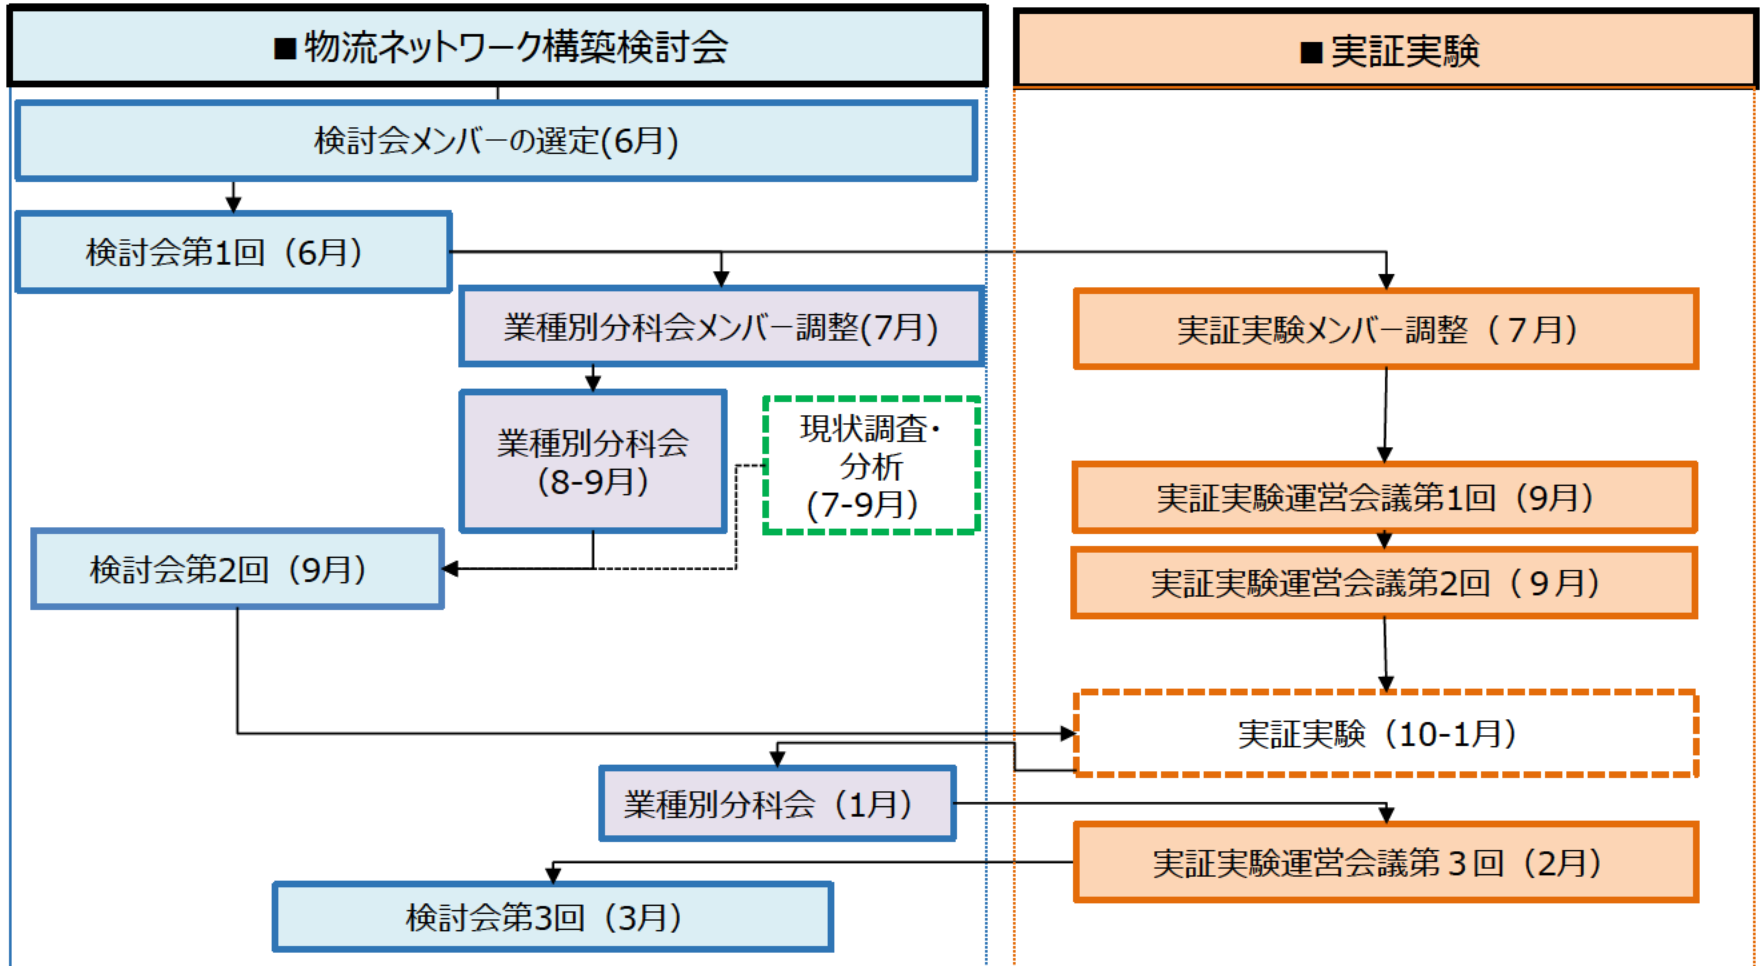 ■物流ネットワーク構築検討会
■実証実験
検討会メンバーの選定(6月)
検討会第1回（6月）
業種別分科会メンバー調整(7月)
実証実験メンバー調整（７月）
業種別分科会
(8-9月）
現状調査・
分析
(7-9月）
実証実験運営会議第1回（9月）
検討会第2回（9月）
実証実験運営会議第2回（９月）
実証実験（10-1月）
業種別分科会（1月）
実証実験運営会議第３回（2月）
検討会第3回（3月）